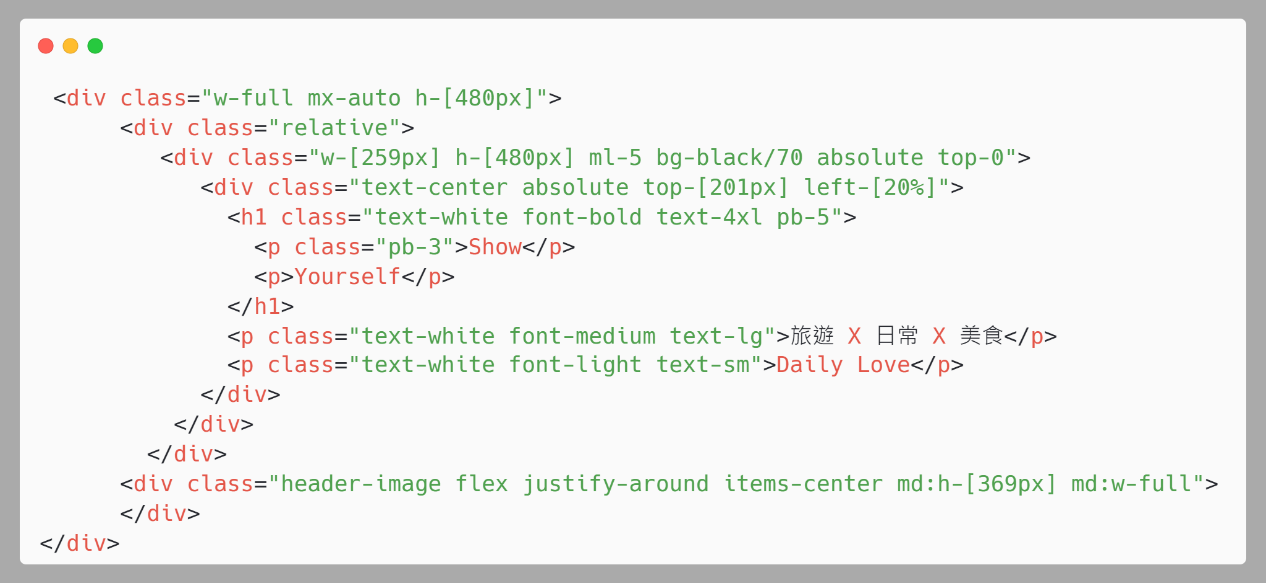 <div class="w-full mx-auto h-[480px]">
<div class="relative">
<div class="w-[259px] h-[480px] ml-5 bg-black/70 absolute top-0">
<div class="text-center absolute top-[201px] left-[20%]">
<h1 class="text-white font-bold text-4xl pb-5">
<p class="pb-3">Show</p>
<p>Yourself</p>
</h1>
<p class="text-white font-medium text-lg">旅遊 X 日常 X 美食</p>
<p class="text-white font-light text-sm">Daily Love</p>
</div>
</div>
</div>
<div class="header-image flex justify-around items-center md:h-[369px] md:w-full">
</div>
</div>